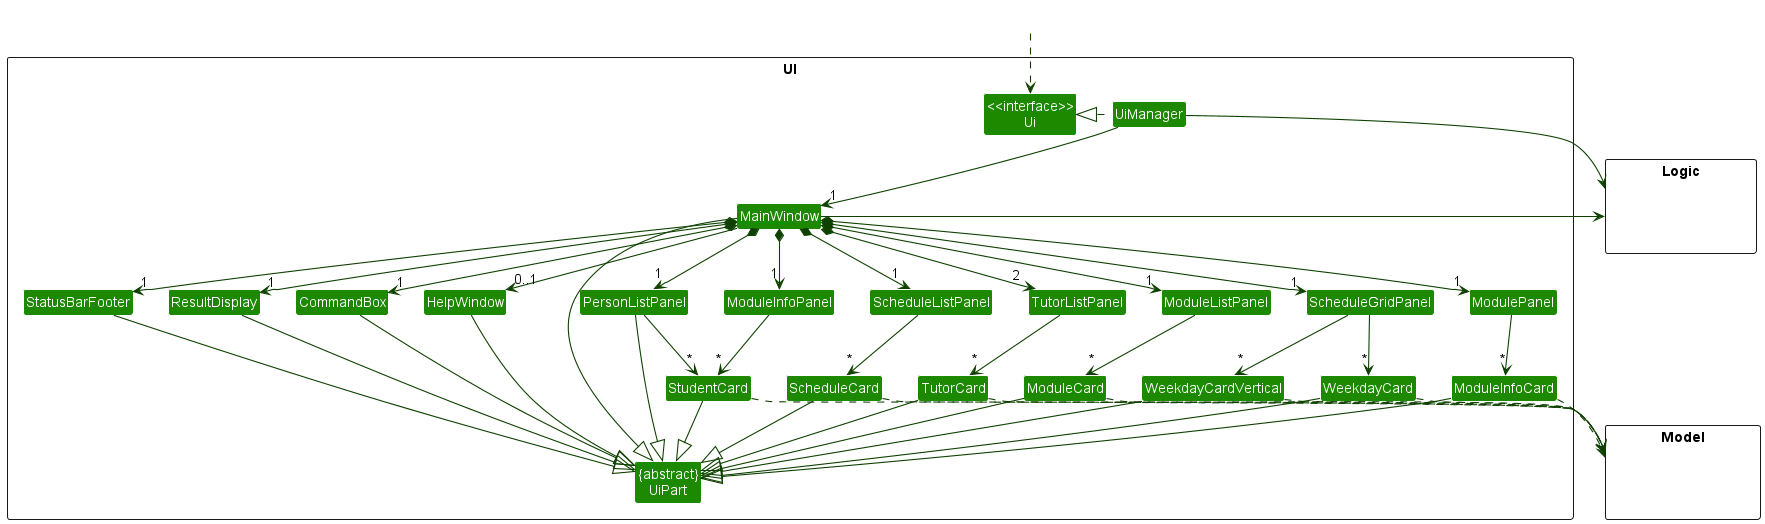 UI
<<interface>>
Ui
UiManager
Logic
1
MainWindow
1
1
1
0..1
1
1
1
2
1
1
1
StatusBarFooter
ResultDisplay
CommandBox
HelpWindow
PersonListPanel
ModuleInfoPanel
ScheduleListPanel
TutorListPanel
ModuleListPanel
ScheduleGridPanel
ModulePanel
*
*
*
*
*
*
*
*
StudentCard
ScheduleCard
TutorCard
ModuleCard
WeekdayCardVertical
WeekdayCard
ModuleInfoCard
Model
{abstract}
UiPart